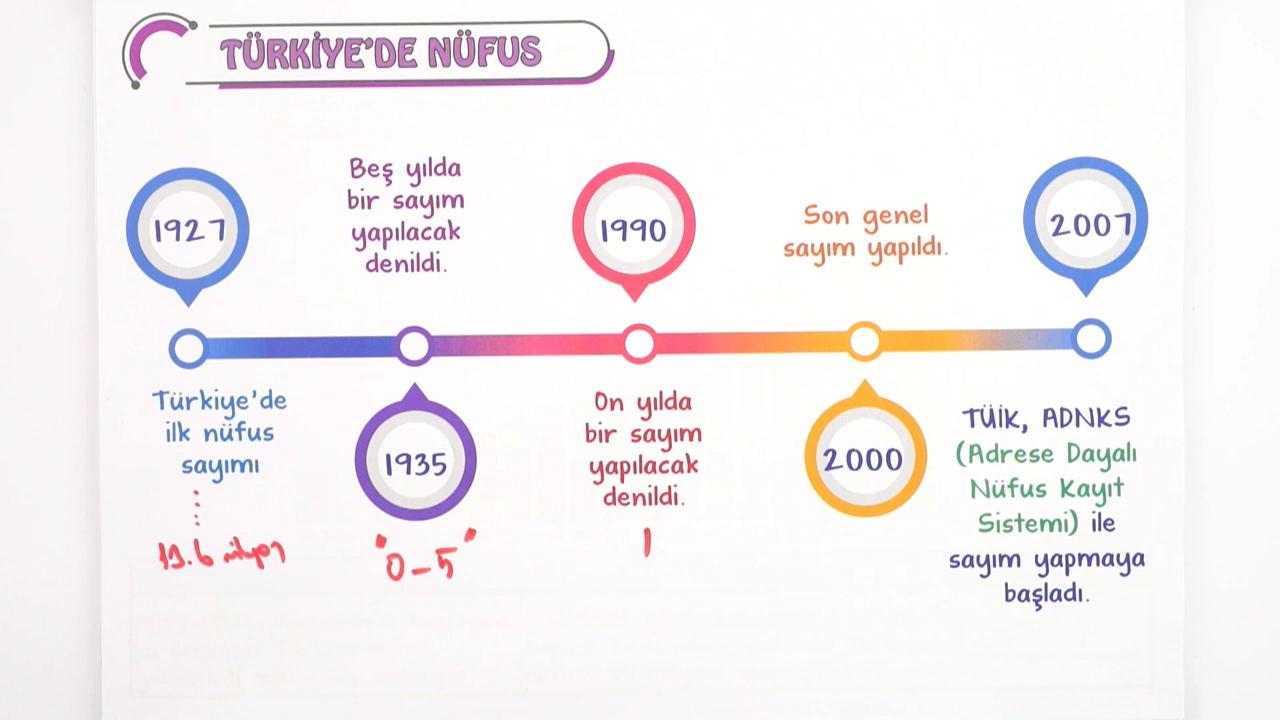 TÜRKİYE'DE NÜFUS
1927
Türkiye'de
ilk nüfus
sayımı
13.6 milyon
Beş yılda
bir sayım
yapılacak
denildi.
1935
"0-5"
1990
On yılda
bir sayım
yapılacak
denildi.
1
Son genel
sayım yapıldı.
2000
2007
TÜİK, ADNKS
(Adrese Dayalı
Nüfus Kayıt
Sistemi) ile
sayım yapmaya
başladı.